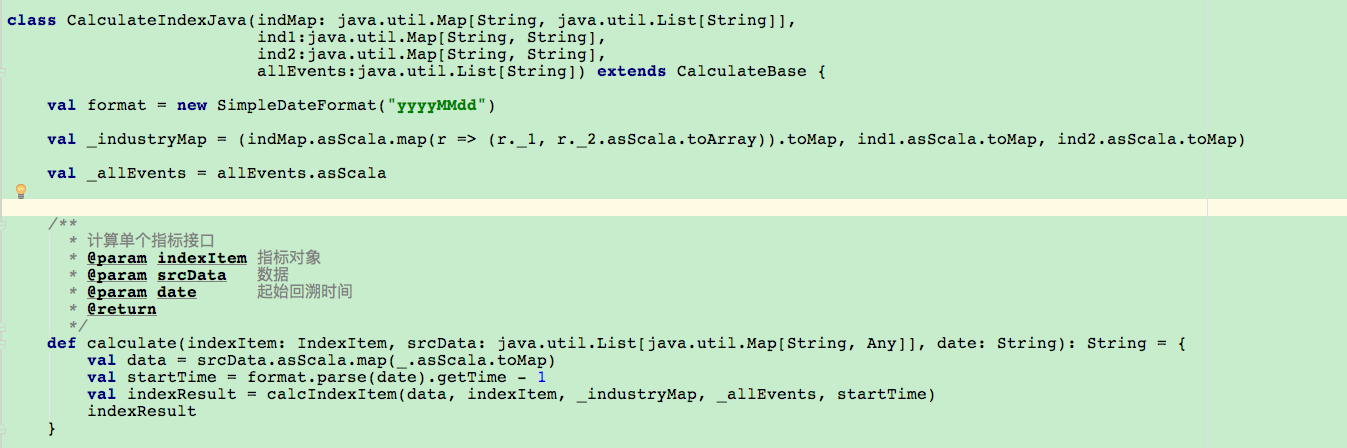 class CalculateIndexJava(indMap: java.util.Map[String, java.util.List[String]],
                         ind1:java.util.Map[String, String],
                         ind2:java.util.Map[String, String],
                         allEvents:java.util.List[String]) extends CalculateBase {
    val format = new SimpleDateFormat("yyyyMMdd")
    val _industryMap = (indMap.asScala.map(r => (r._1, r._2.asScala.toArray)).toMap, ind1.asScala.toMap, ind2.asScala.toMap)
    val _allEvents = allEvents.asScala
    /**
      * 计算单个指标接口
      * @param indexItem 指标对象
      * @param srcData   数据
      * @param date      起始回溯时间
      * @return
      */
    def calculate(indexItem: IndexItem, srcData: java.util.List[java.util.Map[String, Any]], date: String): String = {
        val data = srcData.asScala.map(_.asScala.toMap)
        val startTime = format.parse(date).getTime - 1
        val indexResult = calcIndexItem(data, indexItem, _industryMap, _allEvents, startTime)
        indexResult
    }